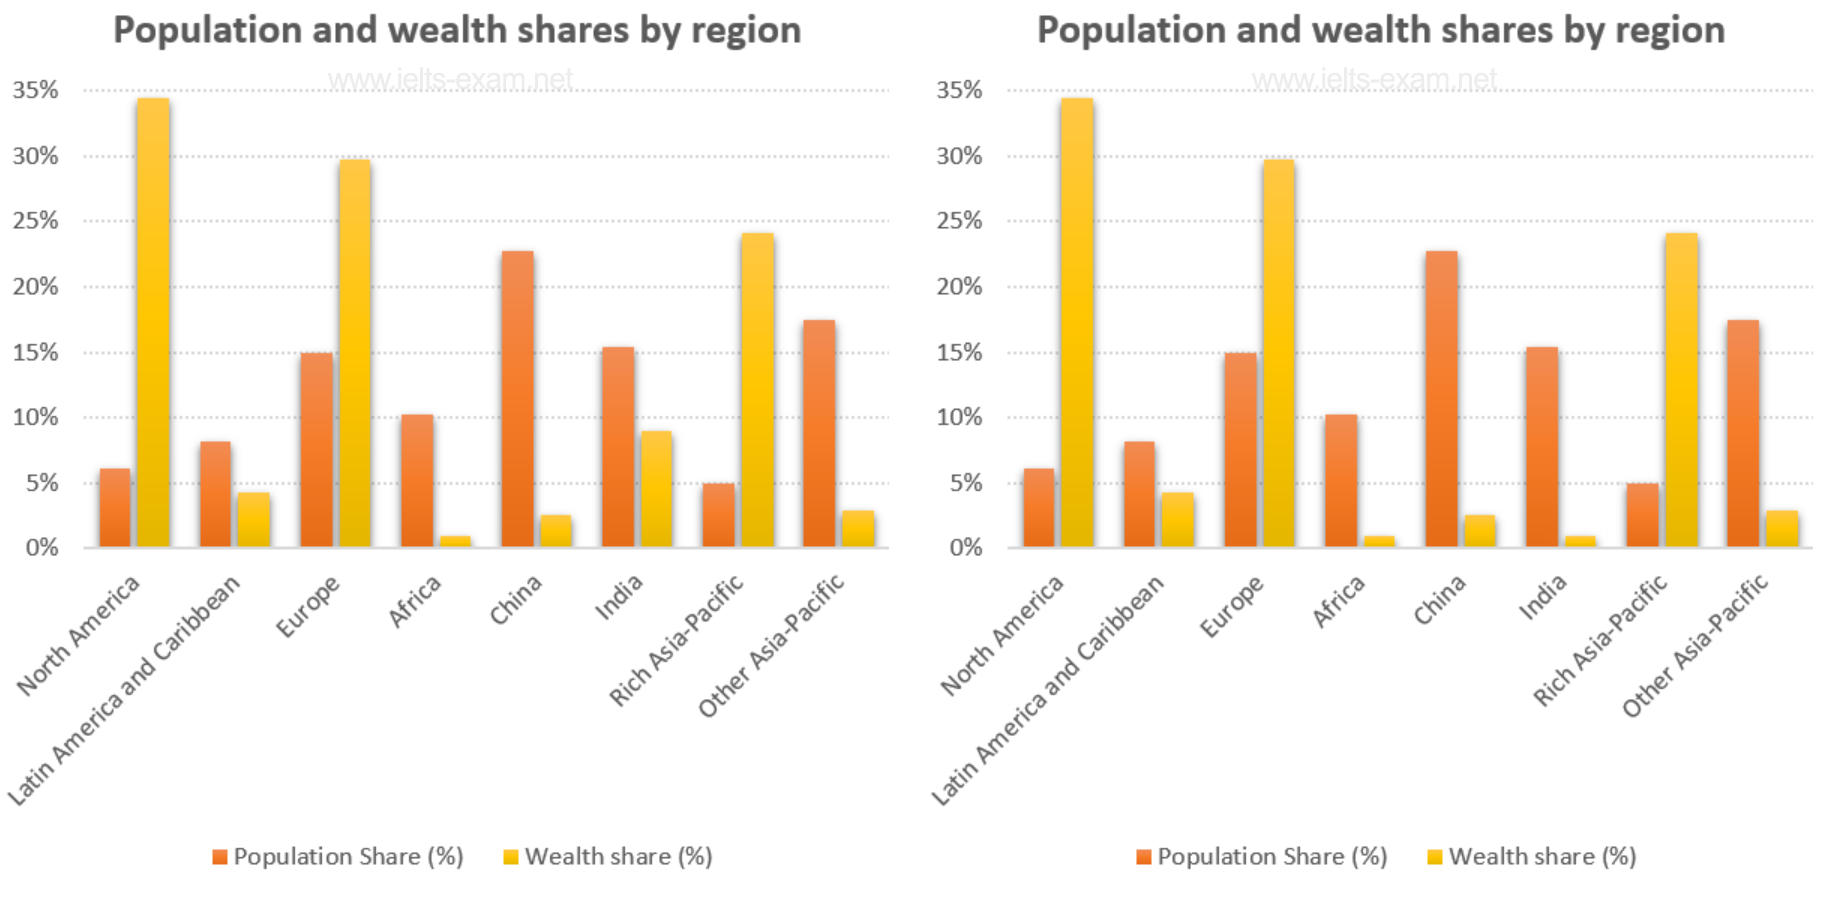 Population and wealth shares by region
www.ielts-exam.net
35%
30%
25%
20%
15%
10%
5%
0%
North America
Latin America and Caribbean
Europe
Africa
China
India
Rich Asia-Pacific
Other Asia-Pacific
Population Share (%) Wealth share (%)
Population and wealth shares by region
www.ielts-exam.net
35%
30%
25%
20%
15%
10%
5%
0%
North America
Latin America and Caribbean
Europe
Africa
China
India
Rich Asia-Pacific
Other Asia-Pacific
Population Share (%) Wealth share (%)